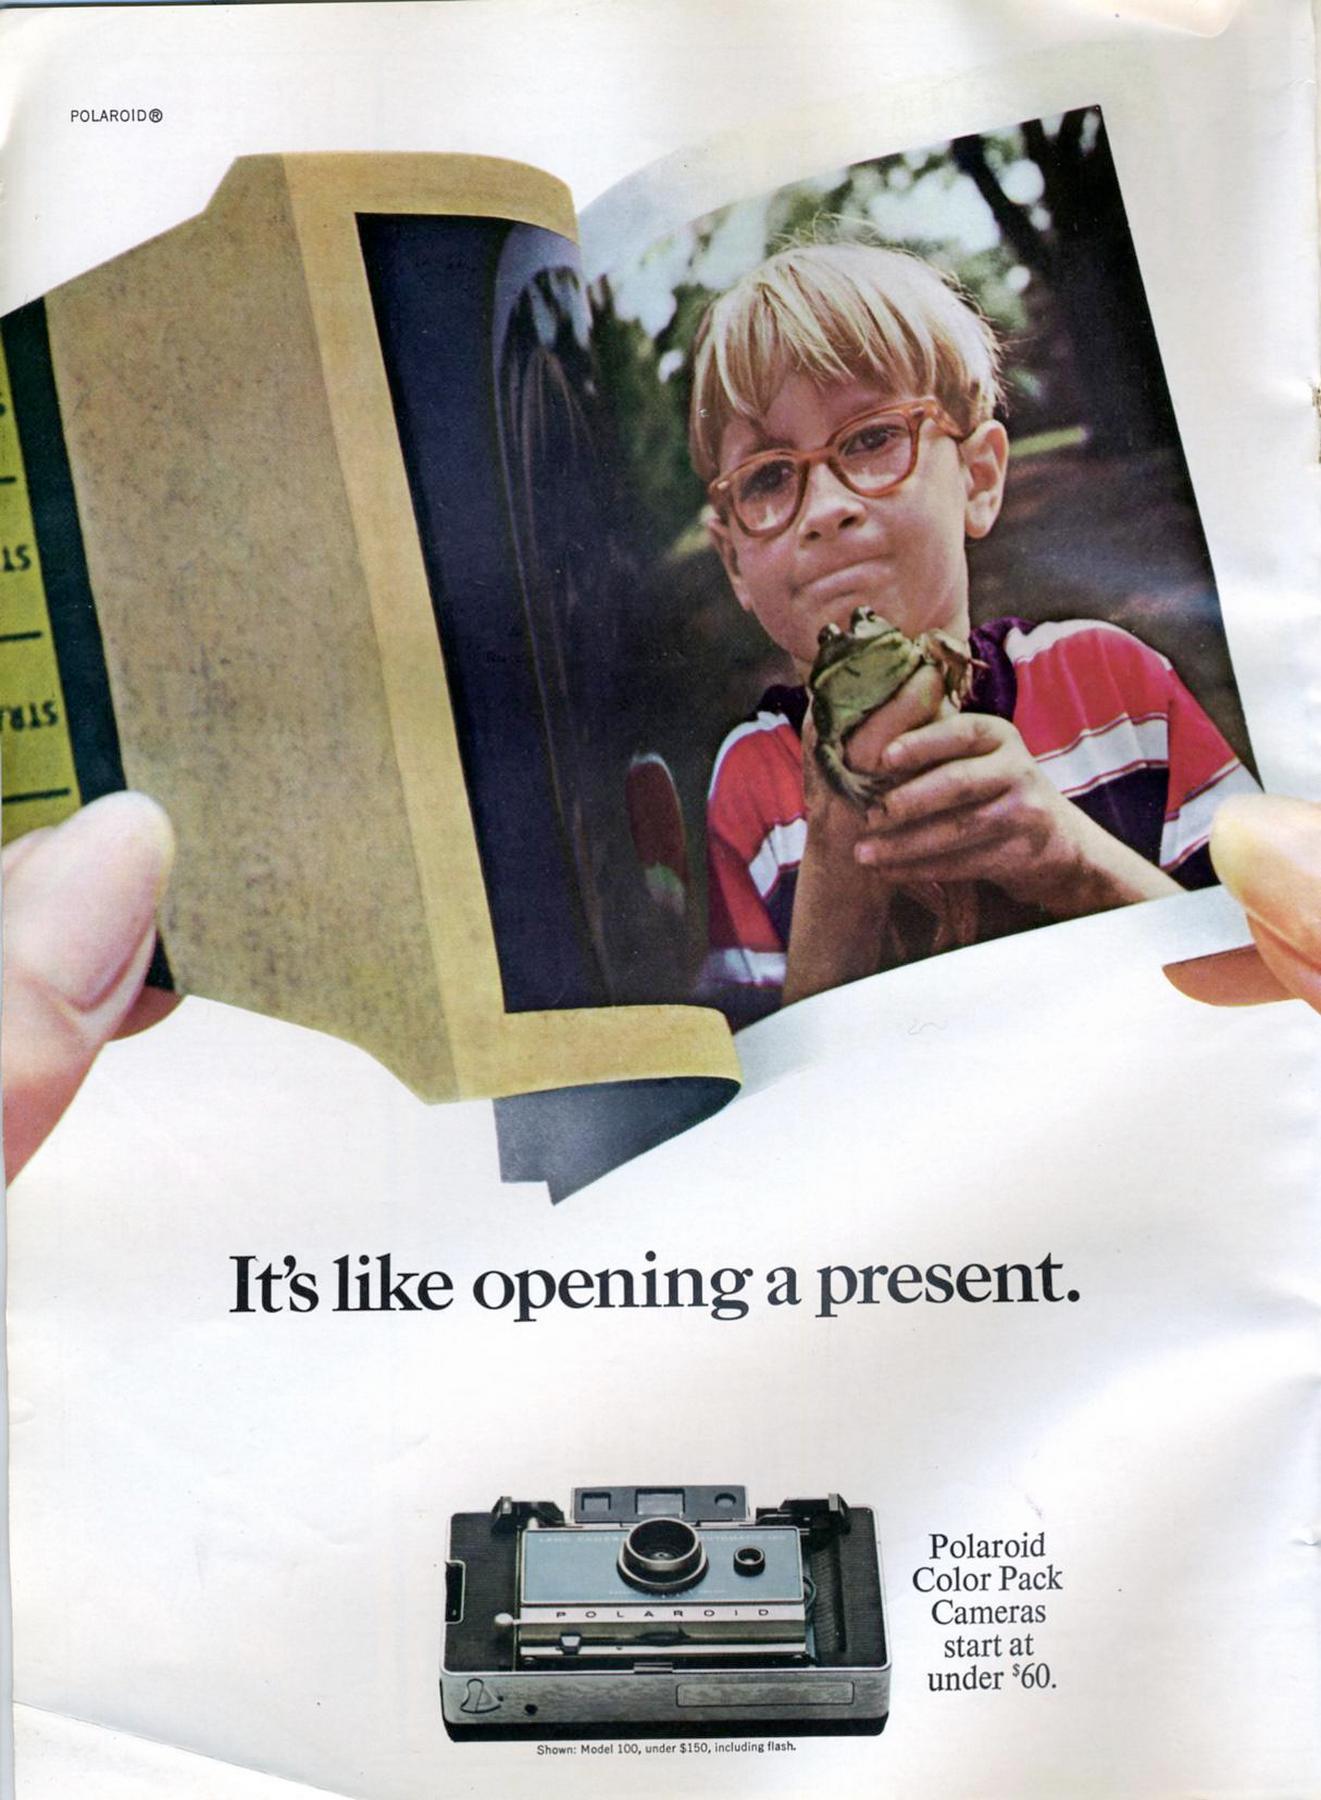 POLAROID®
It's like opening a present.
POLAROID
Polaroid
Color Pack
Cameras
start at
under $60.
Shown: Model 100, under $150, including flash.